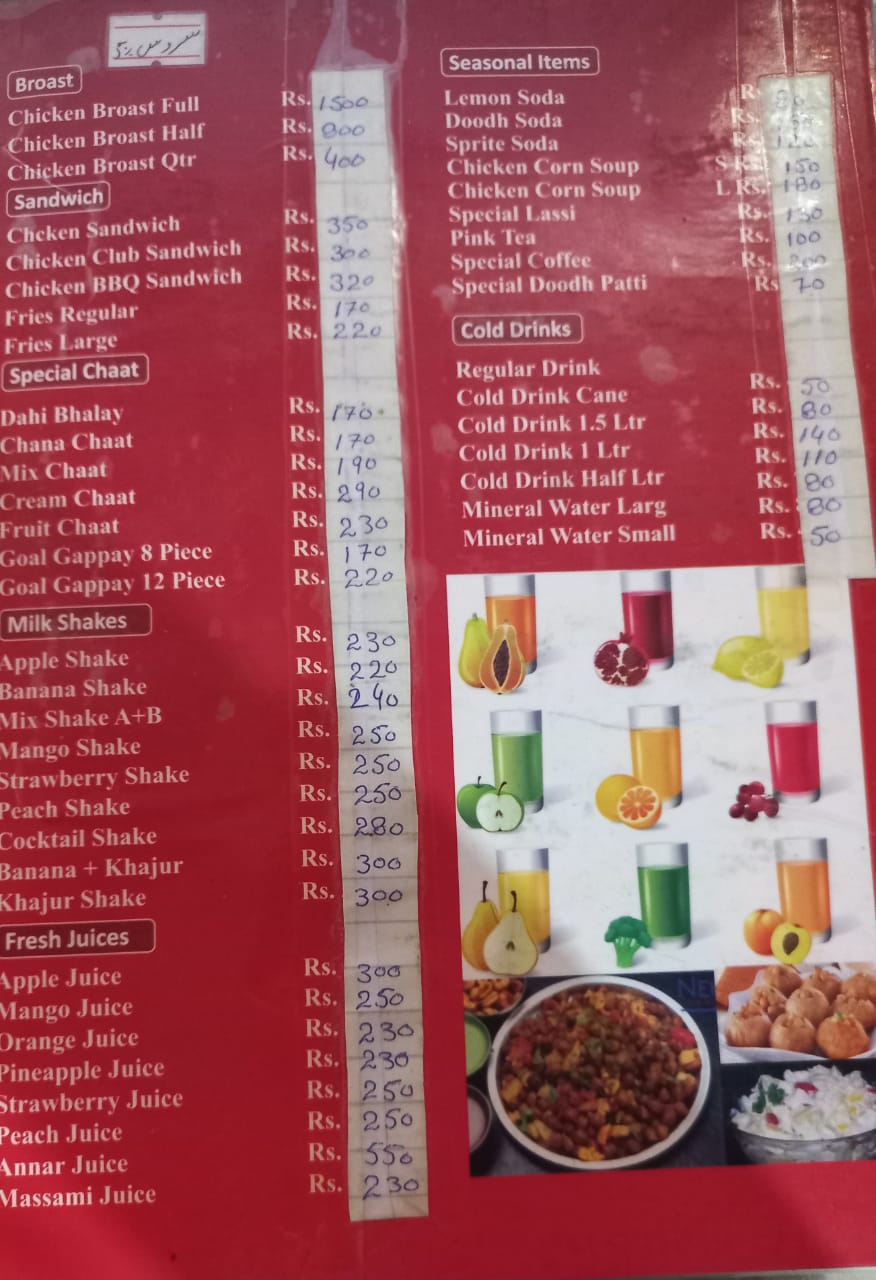 سروس 5٪
Broast
Chicken Broast Full Rs. 1500
Chicken Broast Half Rs. 800
Chicken Broast Qtr Rs. 400
Sandwich
Chcken Sandwich Rs. 350
Chicken Club Sandwich Rs. 300
Chicken BBQ Sandwich Rs. 320
Fries Regular Rs. 170
Fries Large Rs. 220
Special Chaat
Dahi Bhalay Rs. 170
Chana Chaat Rs. 170
Mix Chaat Rs. 190
Cream Chaat Rs. 290
Fruit Chaat Rs. 230
Goal Gappay 8 Piece Rs. 170
Goal Gappay 12 Piece Rs. 220
Milk Shakes
Apple Shake Rs. 230
Banana Shake Rs. 220
Mix Shake A+B Rs. 240
Mango Shake Rs. 250
Strawberry Shake Rs. 250
Peach Shake Rs. 250
Cocktail Shake Rs. 280
Banana + Khajur Rs. 300
Khajur Shake Rs. 300
Fresh Juices
Apple Juice Rs. 300
Mango Juice Rs. 250
Orange Juice Rs. 230
Pineapple Juice Rs. 230
Strawberry Juice Rs. 250
Peach Juice Rs. 250
Annar Juice Rs. 550
Massami Juice Rs. 230
Seasonal Items
Lemon Soda
Doodh Soda Rs.
Sprite Soda Rs. 120
Chicken Corn Soup S Rs. 150
Chicken Corn Soup L Rs. 180
Special Lassi Rs. 130
Pink Tea Rs. 100
Special Coffee Rs. 200
Special Doodh Patti Rs 70
Cold Drinks
Regular Drink Rs. 50
Cold Drink Cane Rs. 80
Cold Drink 1.5 Ltr Rs. 140
Cold Drink 1 Ltr Rs. 110
Cold Drink Half Ltr Rs. 80
Mineral Water Larg Rs. 80
Mineral Water Small Rs. 50